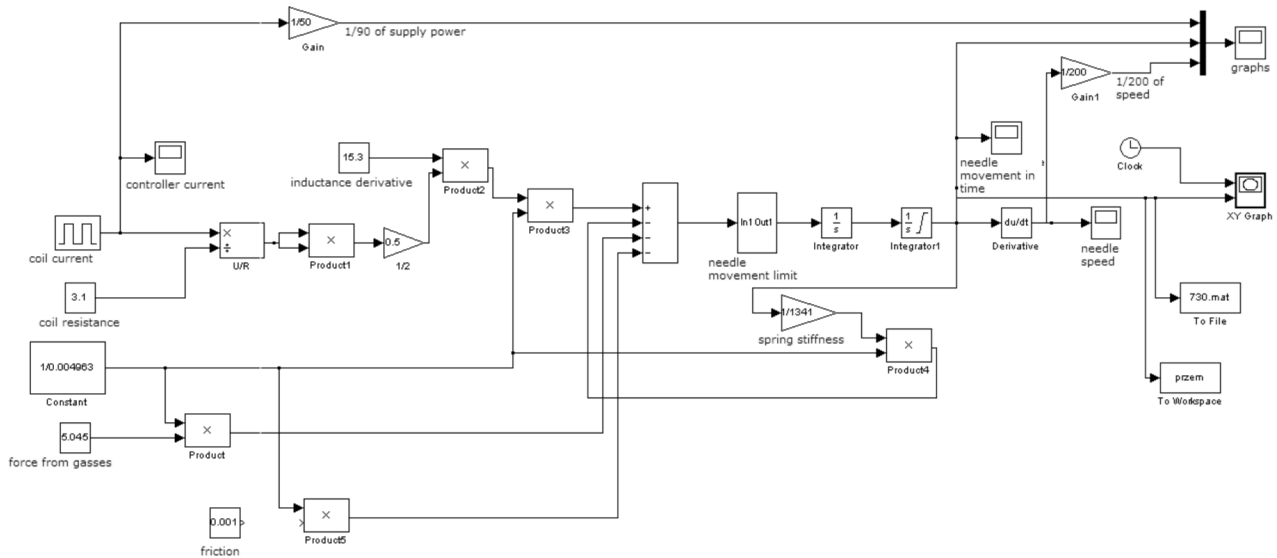 1/50
Gain
1/90 of supply power
graphs
1/200
Gain1
1/200 of
speed
controller current
15.3
inductance derivative
×
Product2
needle
movement in
time
Clock
XY Graph
coil current
×
÷
U/R
×
Product1
0.5
1/2
×
Product3
+
−
−
−
In1 Out1
needle
movement limit
1
s
Integrator
1
s
Integrator1
du/dt
Derivative
needle
speed
3.1
coil resistance
1/1341
spring stiffness
×
Product4
730.mat
To File
przem
To Workspace
1/0.004963
Constant
5.045
force from gasses
×
Product
0.001
friction
×
Product5